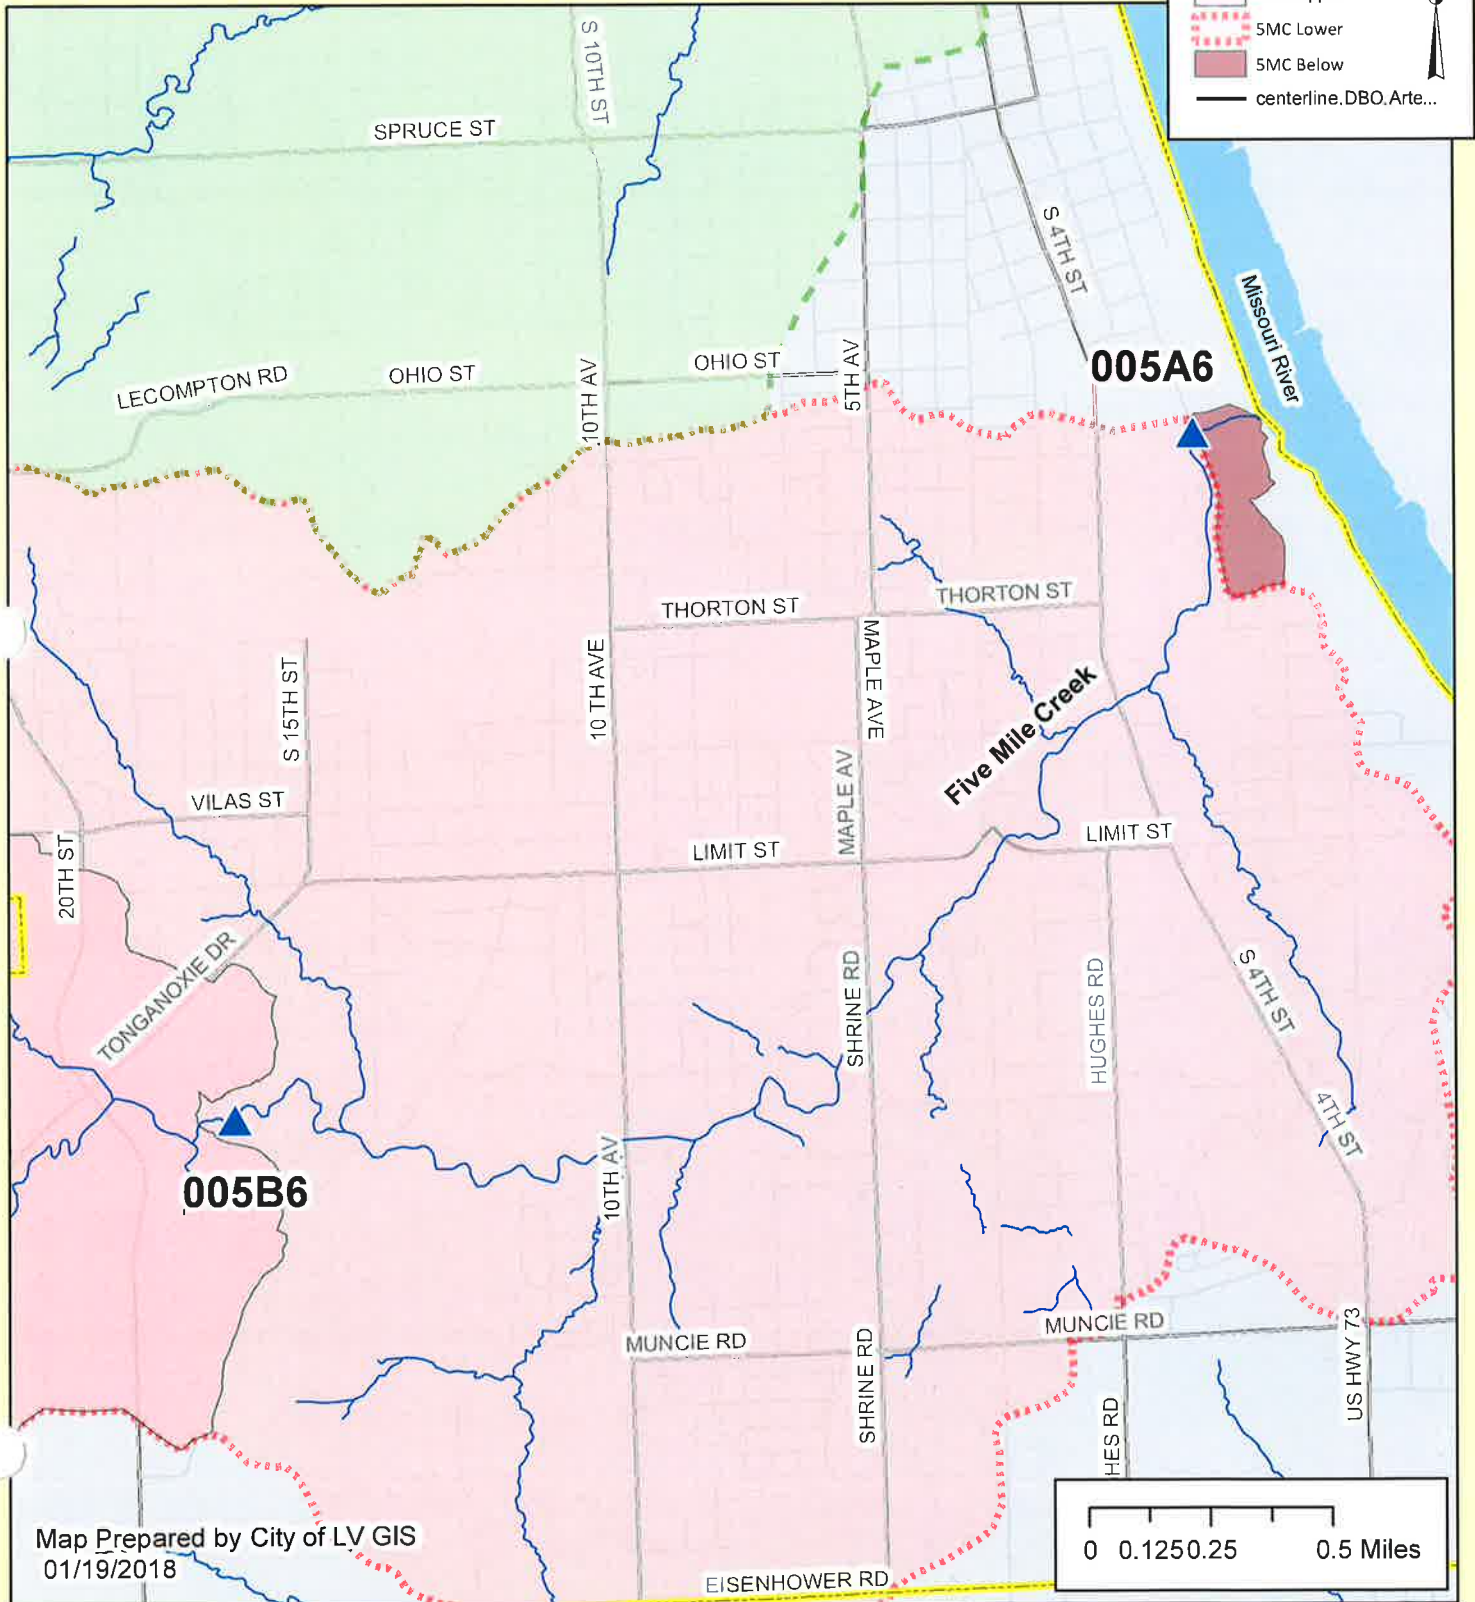 5MC Lower
5MC Below
centerline.DBO.Arte...
S 10TH ST
SPRUCE ST
S 4TH ST
Missouri River
LECOMPTON RD
OHIO ST
OHIO ST
10TH AV
5TH AV
005A6
THORTON ST
THORTON ST
S 15TH ST
10 TH AVE
MAPLE AVE
Five Mile Creek
VILAS ST
MAPLE AV
LIMIT ST
LIMIT ST
20TH ST
TONGANOXIE DR
SHRINE RD
HUGHES RD
S 4TH ST
4TH ST
005B6
10TH AV
MUNCIE RD
MUNCIE RD
SHRINE RD
US HWY 73
HES RD
Map Prepared by City of LV GIS
01/19/2018
0 0.125 0.25 0.5 Miles
EISENHOWER RD